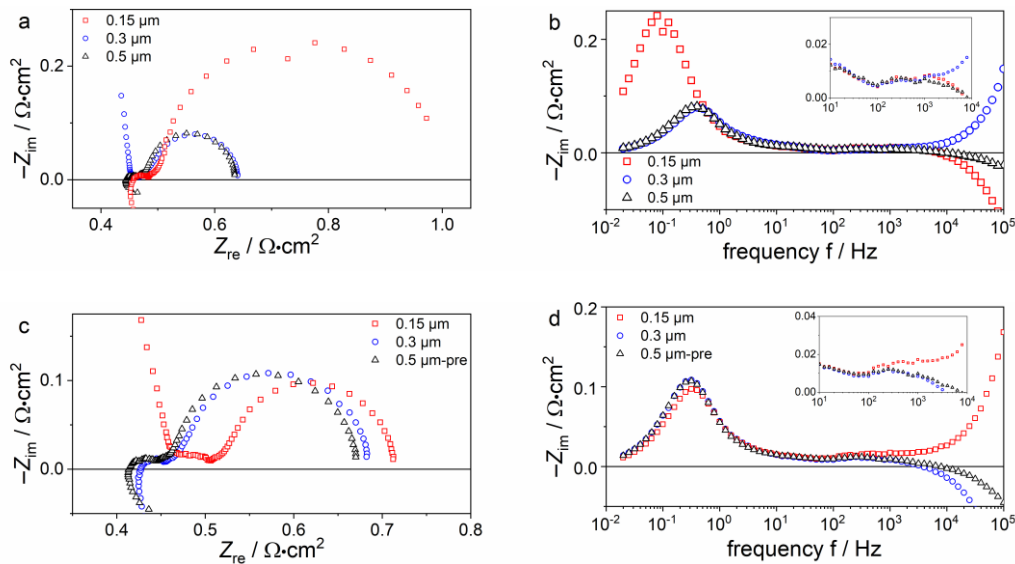 a
0.15 μm
0.3 μm
0.5 μm
0.2
0.0
0.4
0.6
0.8
1.0
−Z_im / Ω·cm²
Z_re / Ω·cm²
b
0.2
0.0
−Z_im / Ω·cm²
0.02
0.00
10¹
10²
10³
10⁴
0.15 μm
0.3 μm
0.5 μm
10⁻²
10⁻¹
10⁰
10¹
10²
10³
10⁴
10⁵
frequency f / Hz
c
0.15 μm
0.3 μm
0.5 μm-pre
0.1
0.0
0.4
0.5
0.6
0.7
0.8
−Z_im / Ω·cm²
Z_re / Ω·cm²
d
0.15 μm
0.3 μm
0.5 μm-pre
0.2
0.1
0.0
−Z_im / Ω·cm²
0.04
0.02
0.00
10¹
10²
10³
10⁴
10⁻²
10⁻¹
10⁰
10¹
10²
10³
10⁴
10⁵
frequency f / Hz